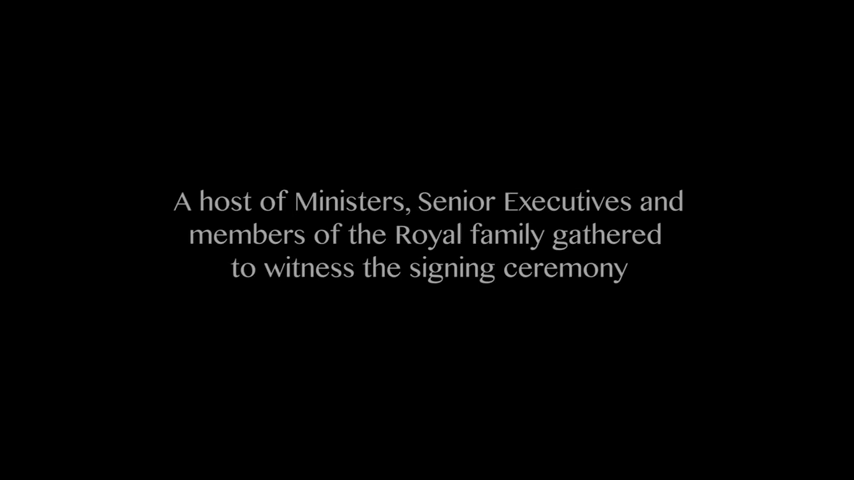 A host of Ministers, Senior Executives and
members of the Royal family gathered
to witness the signing ceremony